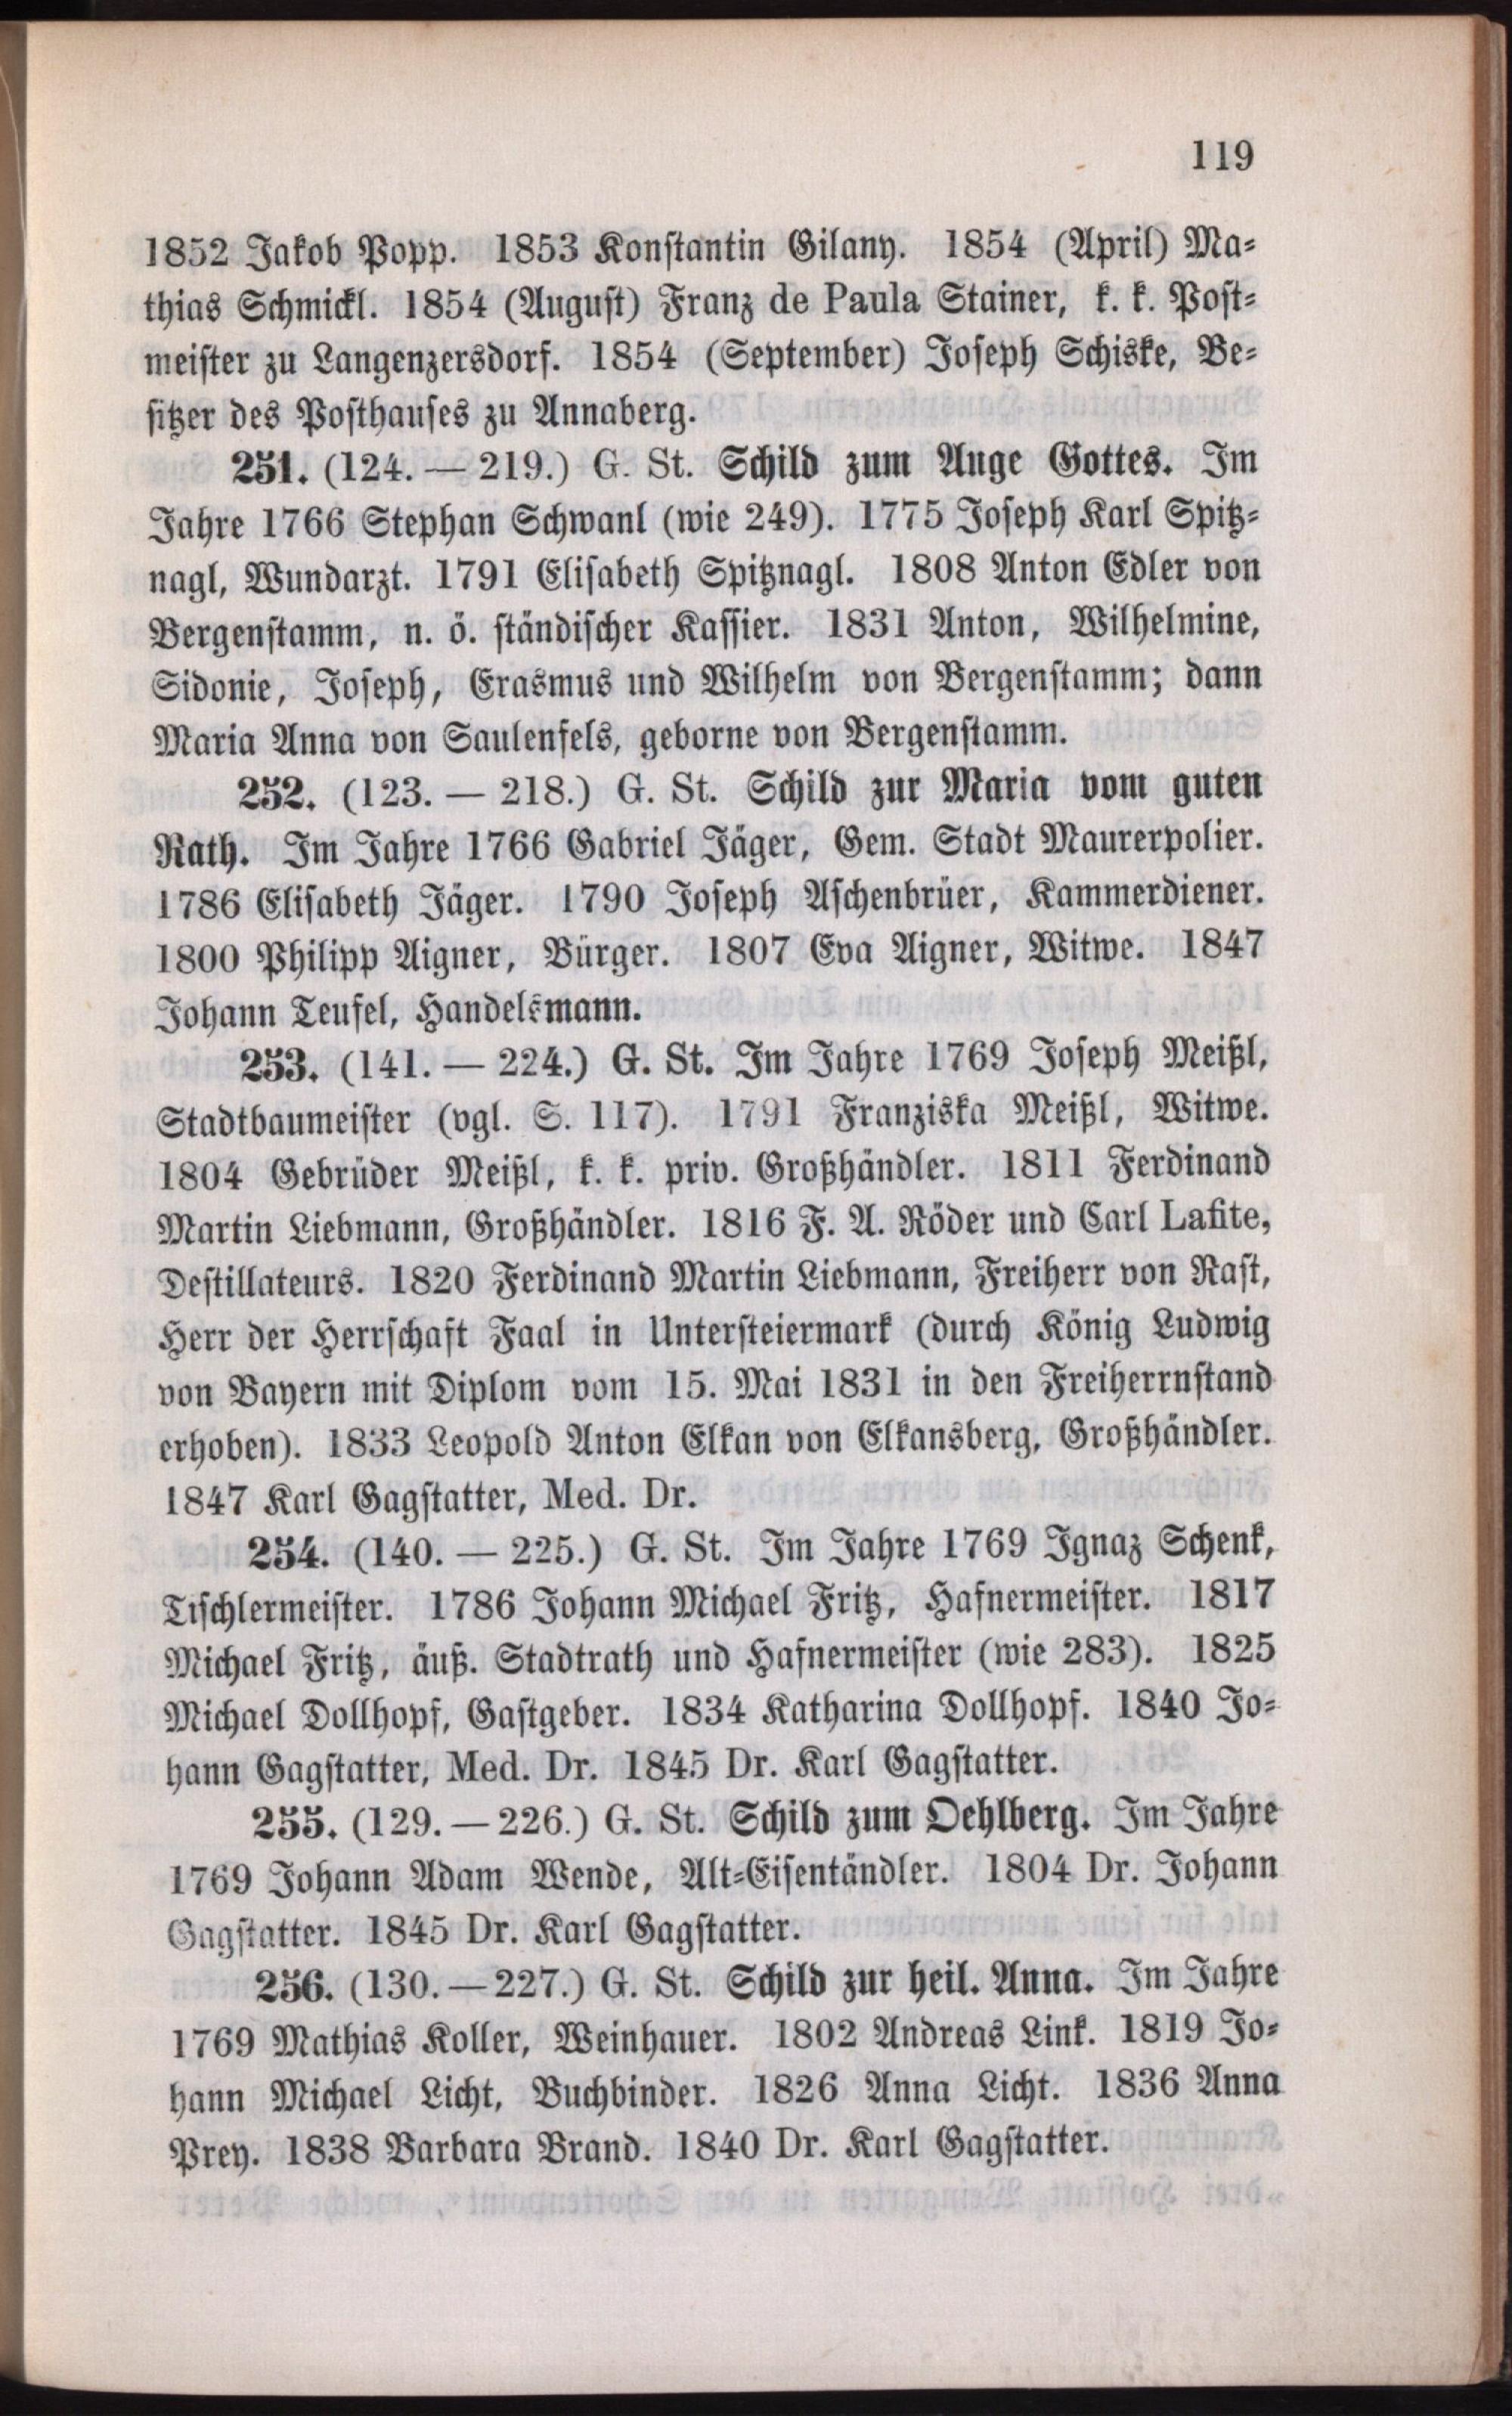 119
1852 Jakob Popp. 1853 Konstantin Gilany. 1854 (April) Ma-
thias Schmickl. 1854 (August) Franz de Paula Stainer, k. k. Post-
meister zu Langenzersdorf. 1854 (September) Joseph Schiske, Be-
sitzer des Posthauses zu Annaberg.
251. (124. — 219.) G. St. Schild zum Auge Gottes. Im
Jahre 1766 Stephan Schwanl (wie 249). 1775 Joseph Karl Spitz-
nagl, Wundarzt. 1791 Elisabeth Spitznagl. 1808 Anton Edler von
Bergenstamm, n. ö. ständischer Kassier. 1831 Anton, Wilhelmine,
Sidonie, Joseph, Erasmus und Wilhelm von Bergenstamm; dann
Maria Anna von Saulenfels, geborne von Bergenstamm.
252. (123. — 218.) G. St. Schild zur Maria vom guten
Rath. Im Jahre 1766 Gabriel Jäger, Gem. Stadt Maurerpolier.
1786 Elisabeth Jäger. 1790 Joseph Aschenbrüer, Kammerdiener.
1800 Philipp Aigner, Bürger. 1807 Eva Aigner, Witwe. 1847
Johann Teufel, Handelsmann.
253. (141. — 224.) G. St. Im Jahre 1769 Joseph Meißl,
Stadtbaumeister (vgl. S. 117). 1791 Franziska Meißl, Witwe.
1804 Gebrüder Meißl, k. k. priv. Großhändler. 1811 Ferdinand
Martin Liebmann, Großhändler. 1816 F. A. Röder und Carl Lafite,
Destillateurs. 1820 Ferdinand Martin Liebmann, Freiherr von Rast,
Herr der Herrschaft Faal in Untersteiermark (durch König Ludwig
von Bayern mit Diplom vom 15. Mai 1831 in den Freiherrnstand
erhoben). 1833 Leopold Anton Elkan von Elkansberg, Großhändler.
1847 Karl Gagstatter, Med. Dr.
254. (140. — 225.) G. St. Im Jahre 1769 Ignaz Schenk,
Tischlermeister. 1786 Johann Michael Fritz, Hafnermeister. 1817
Michael Fritz, äuß. Stadtrath und Hafnermeister (wie 283). 1825
Michael Dollhopf, Gastgeber. 1834 Katharina Dollhopf. 1840 Jo-
hann Gagstatter, Med. Dr. 1845 Dr. Karl Gagstatter.
255. (129. — 226.) G. St. Schild zum Oehlberg. Im Jahre
1769 Johann Adam Wende, Alt-Eisentändler. 1804 Dr. Johann
Gagstatter. 1845 Dr. Karl Gagstatter.
256. (130. — 227.) G. St. Schild zur heil. Anna. Im Jahre
1769 Mathias Koller, Weinhauer. 1802 Andreas Link. 1819 Jo-
hann Michael Licht, Buchbinder. 1826 Anna Licht. 1836 Anna
Prey. 1838 Barbara Brand. 1840 Dr. Karl Gagstatter.